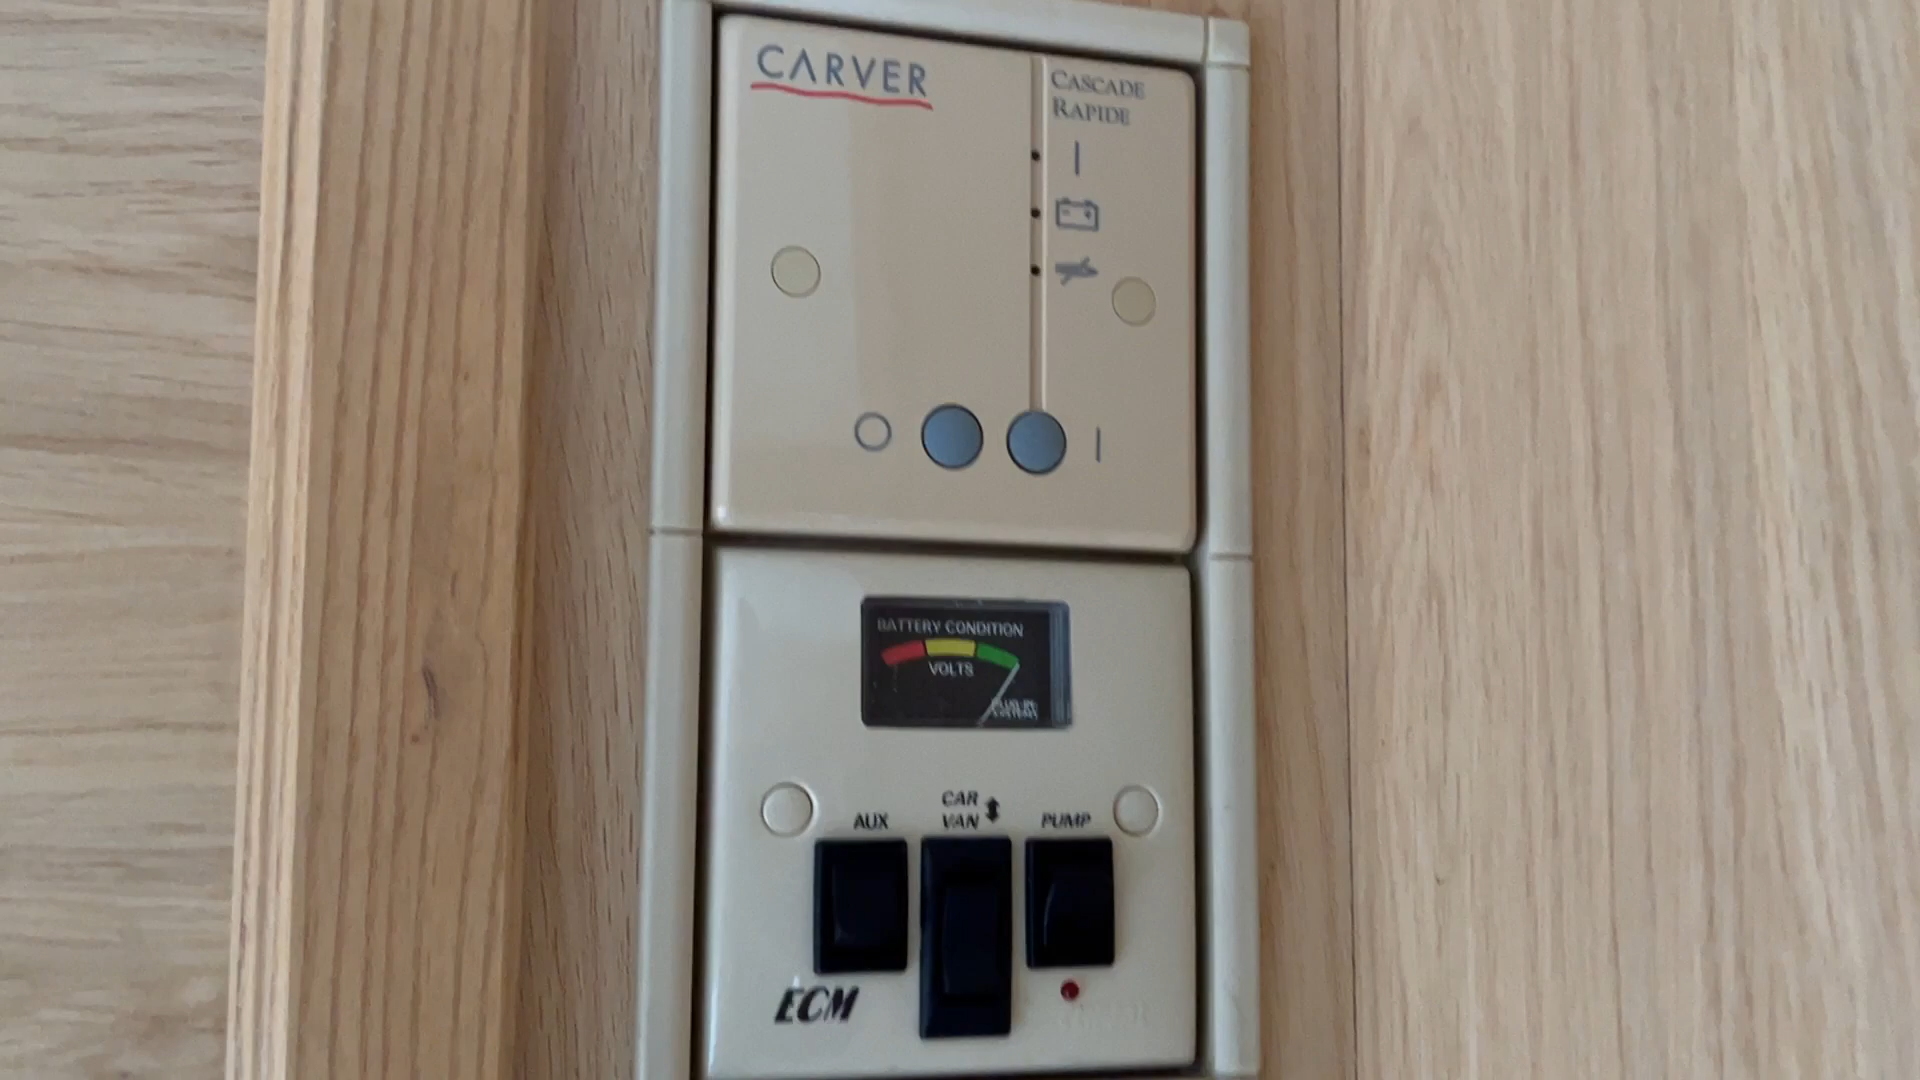 CARVER
CASCADE
RAPIDE
BATTERY CONDITION
VOLTS
CAR
VAN
AUX
PUMP
ECM